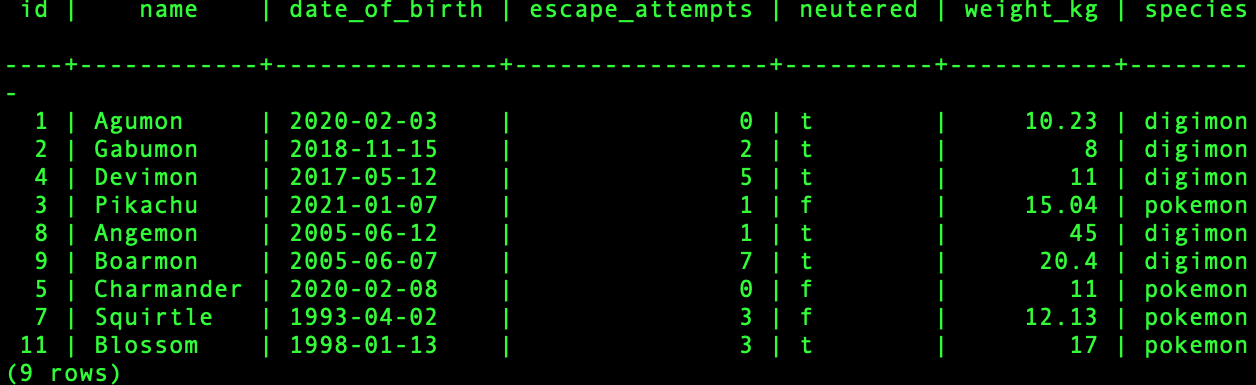 id |    name    | date_of_birth | escape_attempts | neutered | weight_kg | species
----+------------+---------------+-----------------+----------+-----------+--------
-
  1 | Agumon     | 2020-02-03    |               0 | t        |     10.23 | digimon
  2 | Gabumon    | 2018-11-15    |               2 | t        |         8 | digimon
  4 | Devimon    | 2017-05-12    |               5 | t        |        11 | digimon
  3 | Pikachu    | 2021-01-07    |               1 | f        |     15.04 | pokemon
  8 | Angemon    | 2005-06-12    |               1 | t        |        45 | digimon
  9 | Boarmon    | 2005-06-07    |               7 | t        |      20.4 | digimon
  5 | Charmander | 2020-02-08    |               0 | f        |        11 | pokemon
  7 | Squirtle   | 1993-04-02    |               3 | f        |     12.13 | pokemon
 11 | Blossom    | 1998-01-13    |               3 | t        |        17 | pokemon
(9 rows)